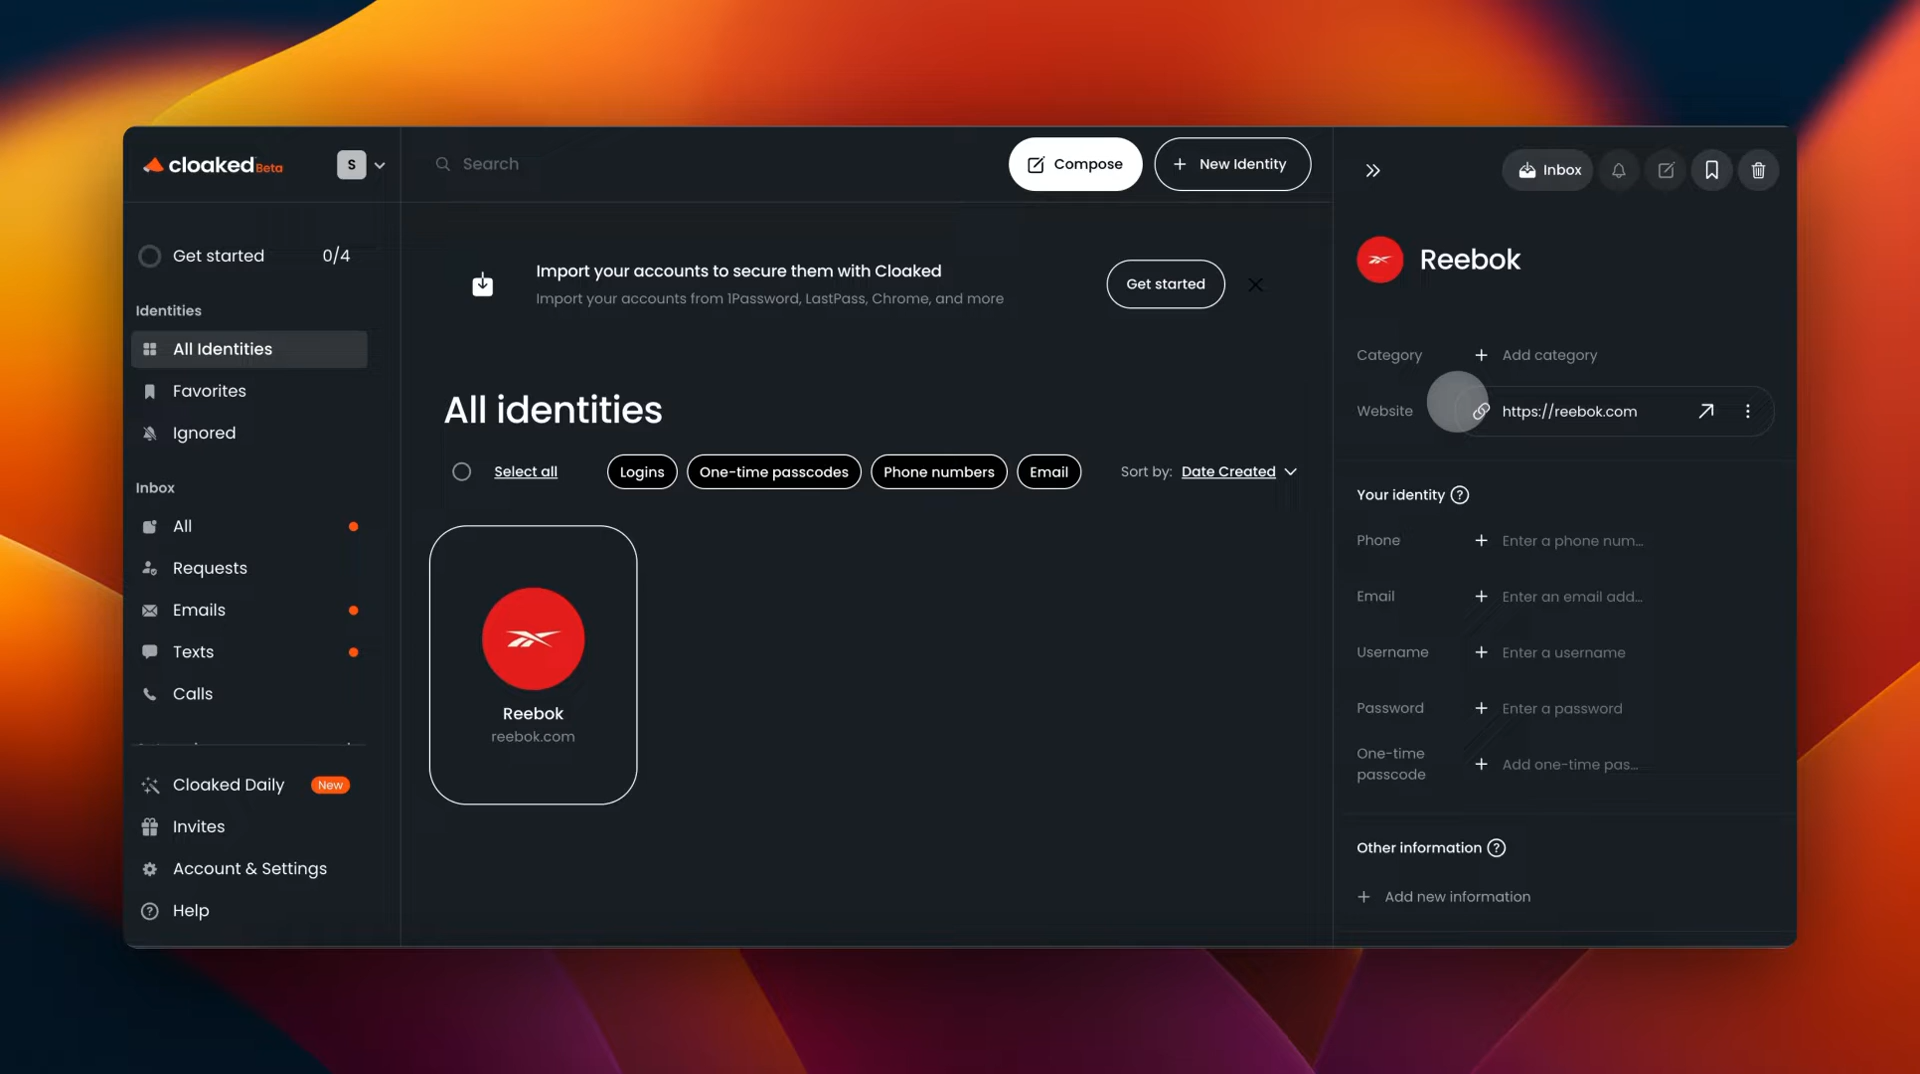 cloaked Beta
S
Get started 0/4
Identities
All Identities
Favorites
Ignored
Inbox
All
Requests
Emails
Texts
Calls
Cloaked Daily New
Invites
Account & Settings
Help
Search
Compose
+ New Identity
Import your accounts to secure them with Cloaked
Import your accounts from 1Password, LastPass, Chrome, and more
Get started
All identities
Select all
Logins
One-time passcodes
Phone numbers
Email
Sort by: Date Created
Reebok
reebok.com
Inbox
Reebok
Category + Add category
Website https://reebok.com
Your identity ?
Phone + Enter a phone num...
Email + Enter an email add...
Username + Enter a username
Password + Enter a password
One-time
passcode + Add one-time pas...
Other information ?
+ Add new information